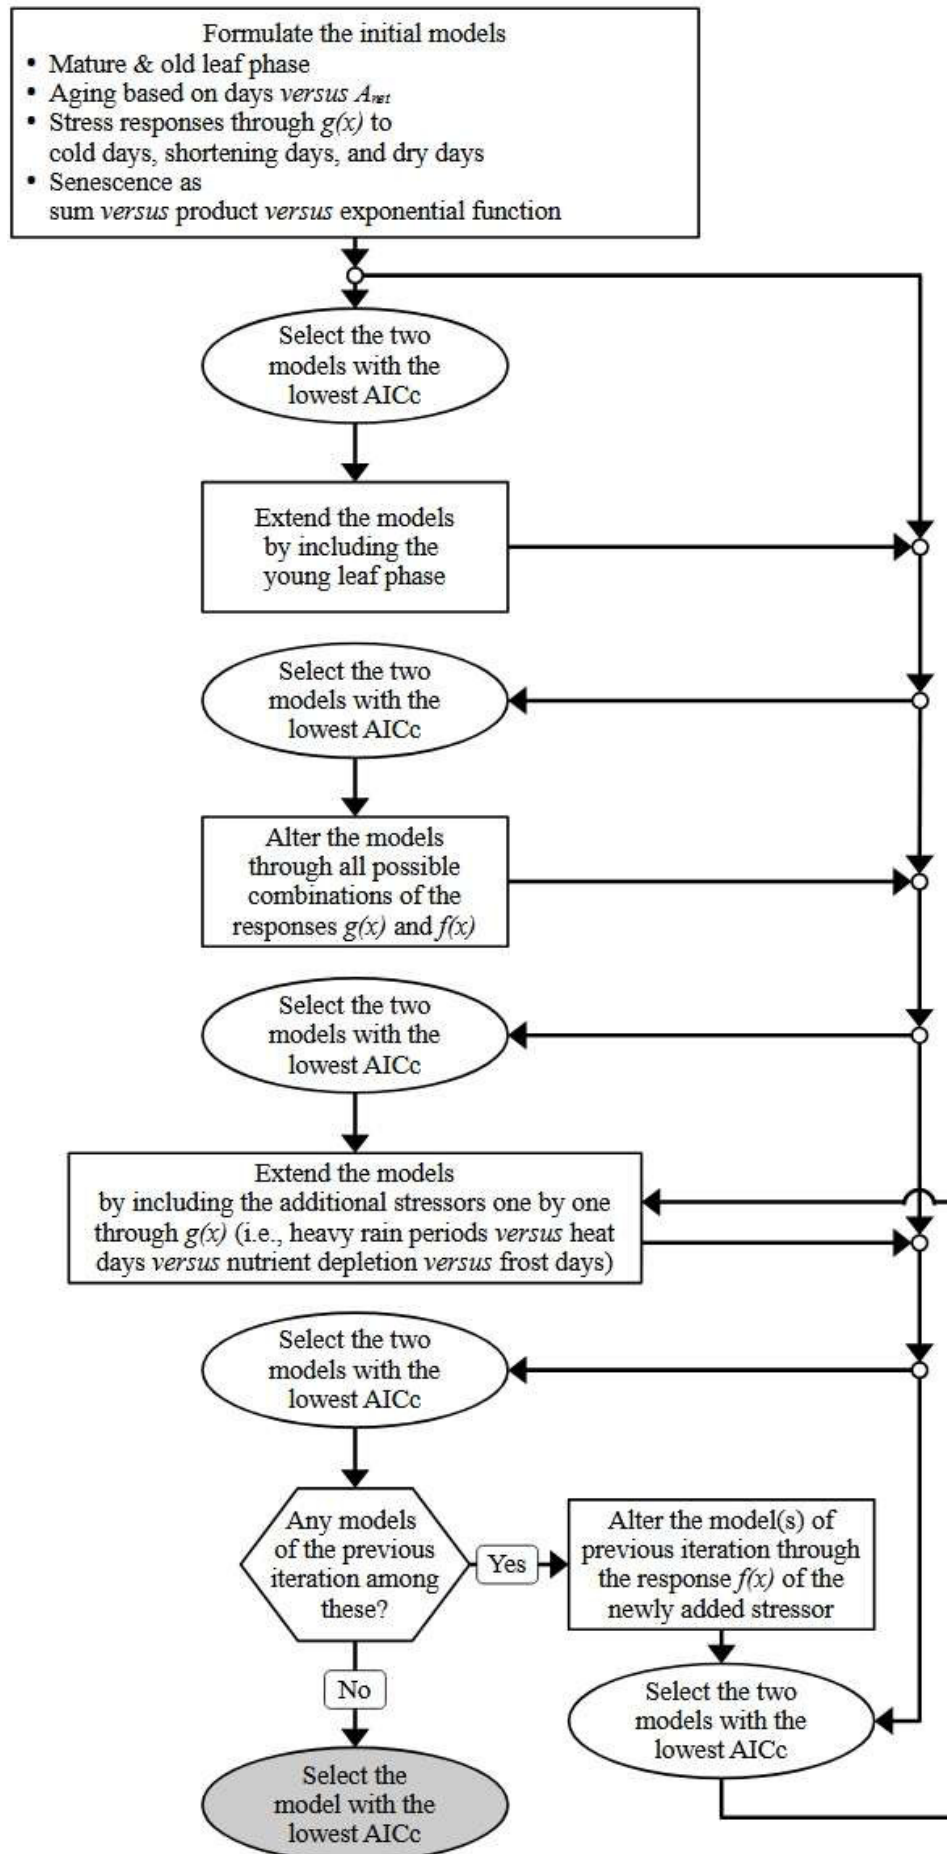 Formulate the initial models
• Mature & old leaf phase
• Aging based on days versus Anet
• Stress responses through g(x) to
cold days, shortening days, and dry days
• Senescence as
sum versus product versus exponential function
Select the two
models with the
lowest AICc
Extend the models
by including the
young leaf phase
Select the two
models with the
lowest AICc
Alter the models
through all possible
combinations of the
responses g(x) and f(x)
Select the two
models with the
lowest AICc
Extend the models
by including the additional stressors one by one
through g(x) (i.e., heavy rain periods versus heat
days versus nutrient depletion versus frost days)
Select the two
models with the
lowest AICc
Any models
of the previous
iteration among
these?
Yes
Alter the model(s) of
previous iteration through
the response f(x) of the
newly added stressor
No
Select the two
models with the
lowest AICc
Select the
model with the
lowest AICc